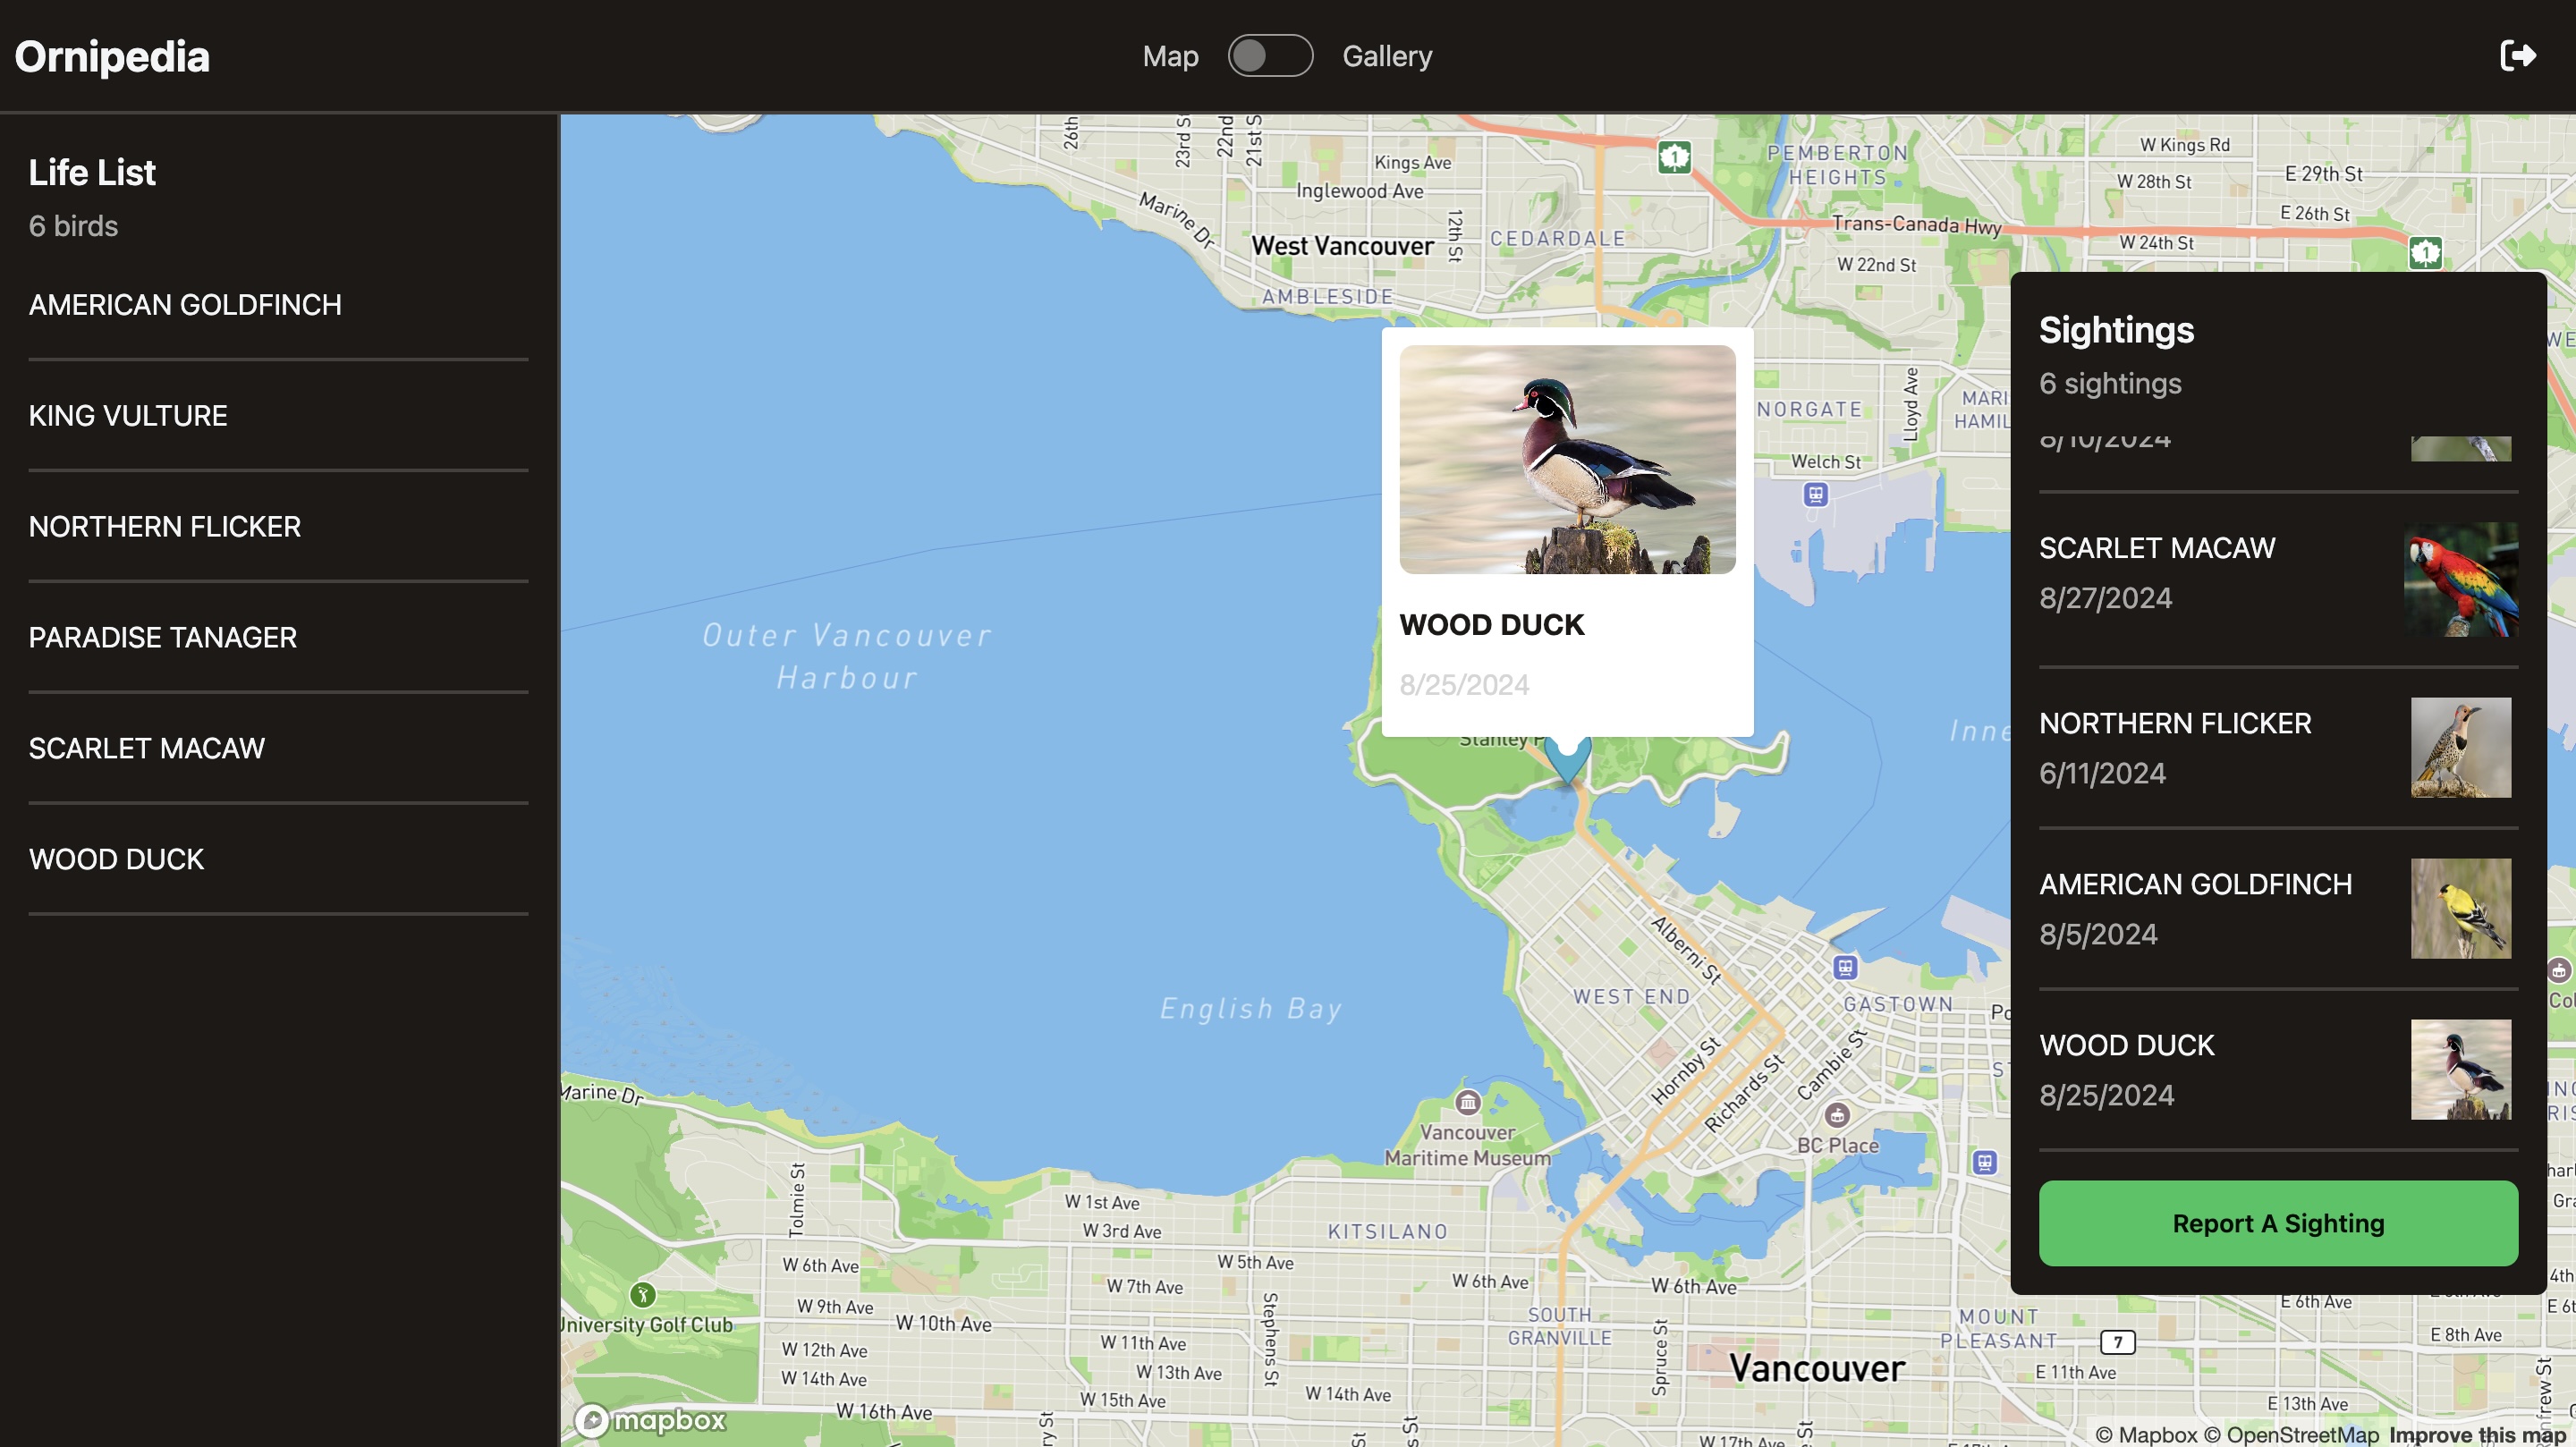 Ornipedia
Map
Gallery
Life List
6 birds
AMERICAN GOLDFINCH
KING VULTURE
NORTHERN FLICKER
PARADISE TANAGER
SCARLET MACAW
WOOD DUCK
26th
23rd St
22nd
21st S
Kings Ave
Inglewood Ave
Marine Dr
12th St
West Vancouver
CEDARDALE
AMBLESIDE
1
PEMBERTON
HEIGHTS
W Kings Rd
W 28th St
E 29th St
E 26th St
Trans-Canada Hwy
W 24th St
W 22nd St
1
NORGATE
Lloyd Ave
MARI
HAMIL
Welch St
WOOD DUCK
8/25/2024
Stanley P
Outer Vancouver
Harbour
Inne
English Bay
Alberni St
WEST END
GASTOWN
Hornby St
Richards St
Cambie St
BC Place
Vancouver
Maritime Museum
Marine Dr
Tolmie St
W 1st Ave
W 3rd Ave
KITSILANO
W 5th Ave
W 6th Ave
W 7th Ave
W 6th Ave
W 6th Ave
W 9th Ave
Stephens St
University Golf Club
W 10th Ave
W 11th Ave
SOUTH
GRANVILLE
Spruce St
MOUNT
PLEASANT
7
E 6th Ave
E 8th Ave
W 12th Ave
W 13th Ave
W 14th Ave
W 14th Ave
W 15th Ave
W 16th Ave
Vancouver
E 11th Ave
E 13th Ave
W 17th Ave
Sightings
6 sightings
8/10/2024
SCARLET MACAW
8/27/2024
NORTHERN FLICKER
6/11/2024
AMERICAN GOLDFINCH
8/5/2024
WOOD DUCK
8/25/2024
Report A Sighting
mapbox
© Mapbox © OpenStreetMap Improve this map